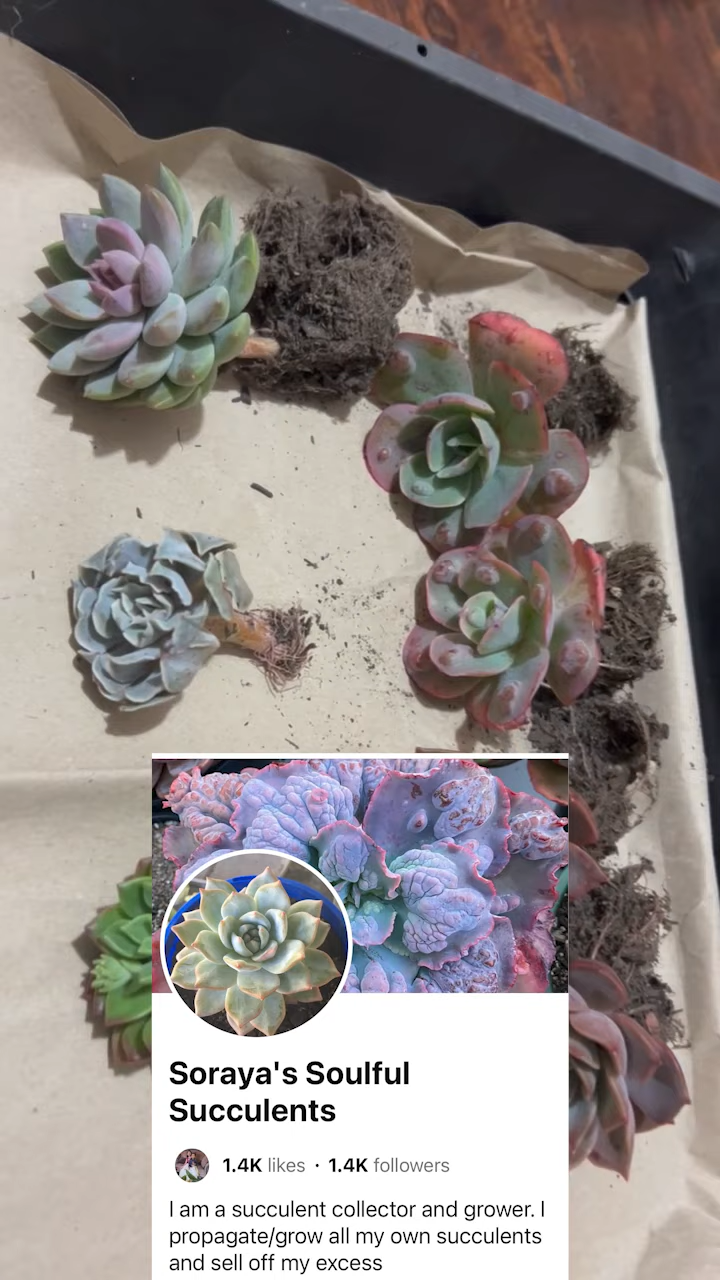 Soraya's Soulful
Succulents
1.4K likes · 1.4K followers
I am a succulent collector and grower. I
propagate/grow all my own succulents
and sell off my excess